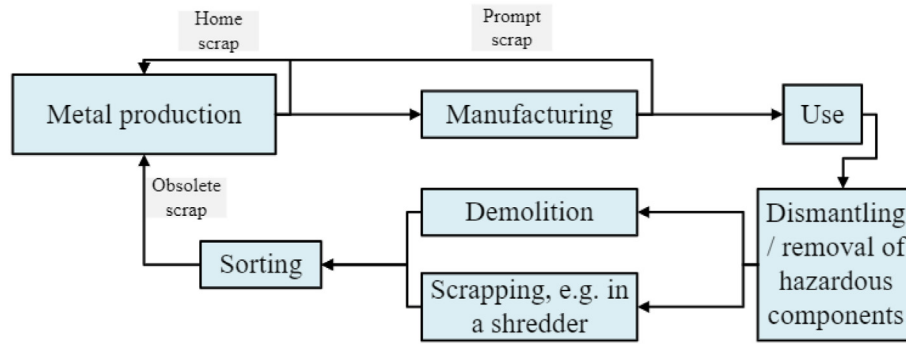 Home
scrap
Prompt
scrap
Metal production
Manufacturing
Use
Obsolete
scrap
Demolition
Dismantling
/ removal of
hazardous
components
Sorting
Scrapping, e.g. in
a shredder